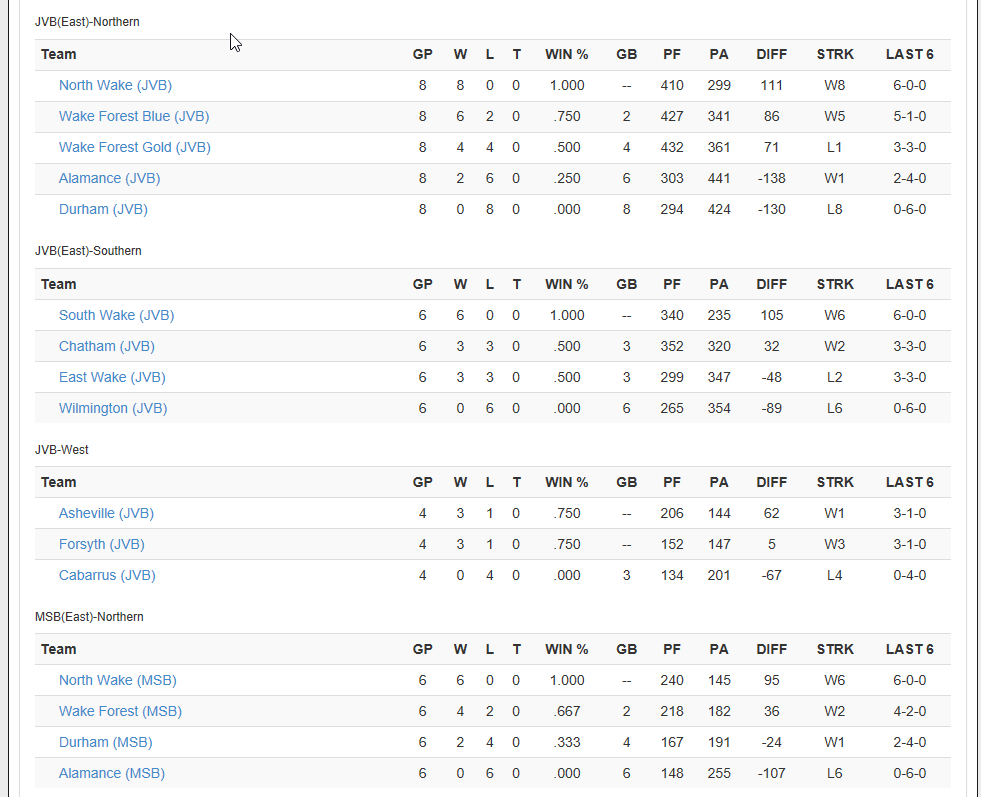 JVB(East)-Northern
Team GP W L T WIN % GB PF PA DIFF STRK LAST 6
North Wake (JVB) 8 8 0 0 1.000 -- 410 299 111 W8 6-0-0
Wake Forest Blue (JVB) 8 6 2 0 .750 2 427 341 86 W5 5-1-0
Wake Forest Gold (JVB) 8 4 4 0 .500 4 432 361 71 L1 3-3-0
Alamance (JVB) 8 2 6 0 .250 6 303 441 -138 W1 2-4-0
Durham (JVB) 8 0 8 0 .000 8 294 424 -130 L8 0-6-0
JVB(East)-Southern
Team GP W L T WIN % GB PF PA DIFF STRK LAST 6
South Wake (JVB) 6 6 0 0 1.000 -- 340 235 105 W6 6-0-0
Chatham (JVB) 6 3 3 0 .500 3 352 320 32 W2 3-3-0
East Wake (JVB) 6 3 3 0 .500 3 299 347 -48 L2 3-3-0
Wilmington (JVB) 6 0 6 0 .000 6 265 354 -89 L6 0-6-0
JVB-West
Team GP W L T WIN % GB PF PA DIFF STRK LAST 6
Asheville (JVB) 4 3 1 0 .750 -- 206 144 62 W1 3-1-0
Forsyth (JVB) 4 3 1 0 .750 -- 152 147 5 W3 3-1-0
Cabarrus (JVB) 4 0 4 0 .000 3 134 201 -67 L4 0-4-0
MSB(East)-Northern
Team GP W L T WIN % GB PF PA DIFF STRK LAST 6
North Wake (MSB) 6 6 0 0 1.000 -- 240 145 95 W6 6-0-0
Wake Forest (MSB) 6 4 2 0 .667 2 218 182 36 W2 4-2-0
Durham (MSB) 6 2 4 0 .333 4 167 191 -24 W1 2-4-0
Alamance (MSB) 6 0 6 0 .000 6 148 255 -107 L6 0-6-0